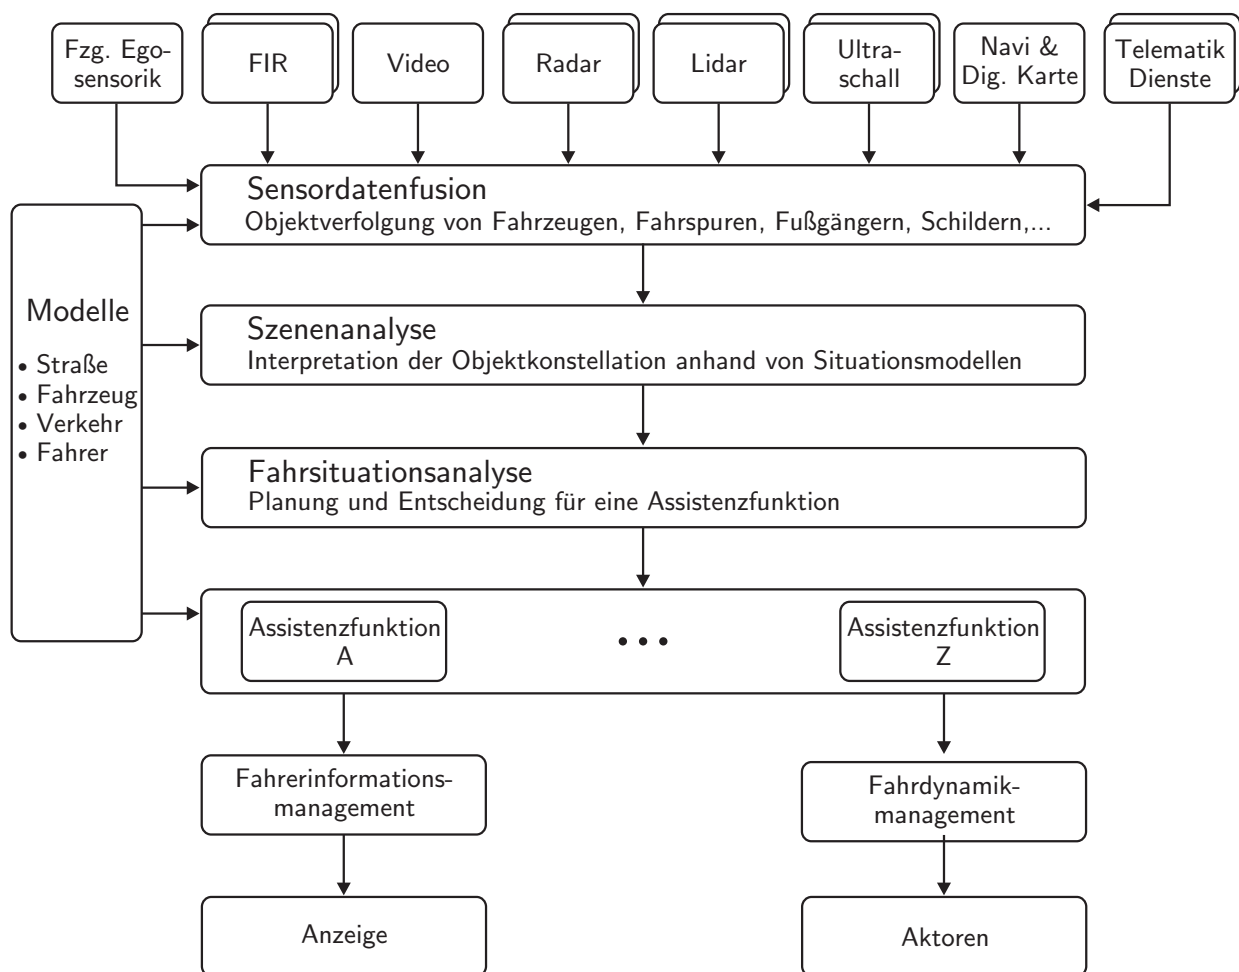 Fzg. Ego-
sensorik
FIR
Video
Radar
Lidar
Ultra-
schall
Navi &
Dig. Karte
Telematik
Dienste
Sensordatenfusion
Objektverfolgung von Fahrzeugen, Fahrspuren, Fußgängern, Schildern,...
Modelle
• Straße
• Fahrzeug
• Verkehr
• Fahrer
Szenenanalyse
Interpretation der Objektkonstellation anhand von Situationsmodellen
Fahrsituationsanalyse
Planung und Entscheidung für eine Assistenzfunktion
Assistenzfunktion
A
• • •
Assistenzfunktion
Z
Fahrerinformations-
management
Fahrdynamik-
management
Anzeige
Aktoren